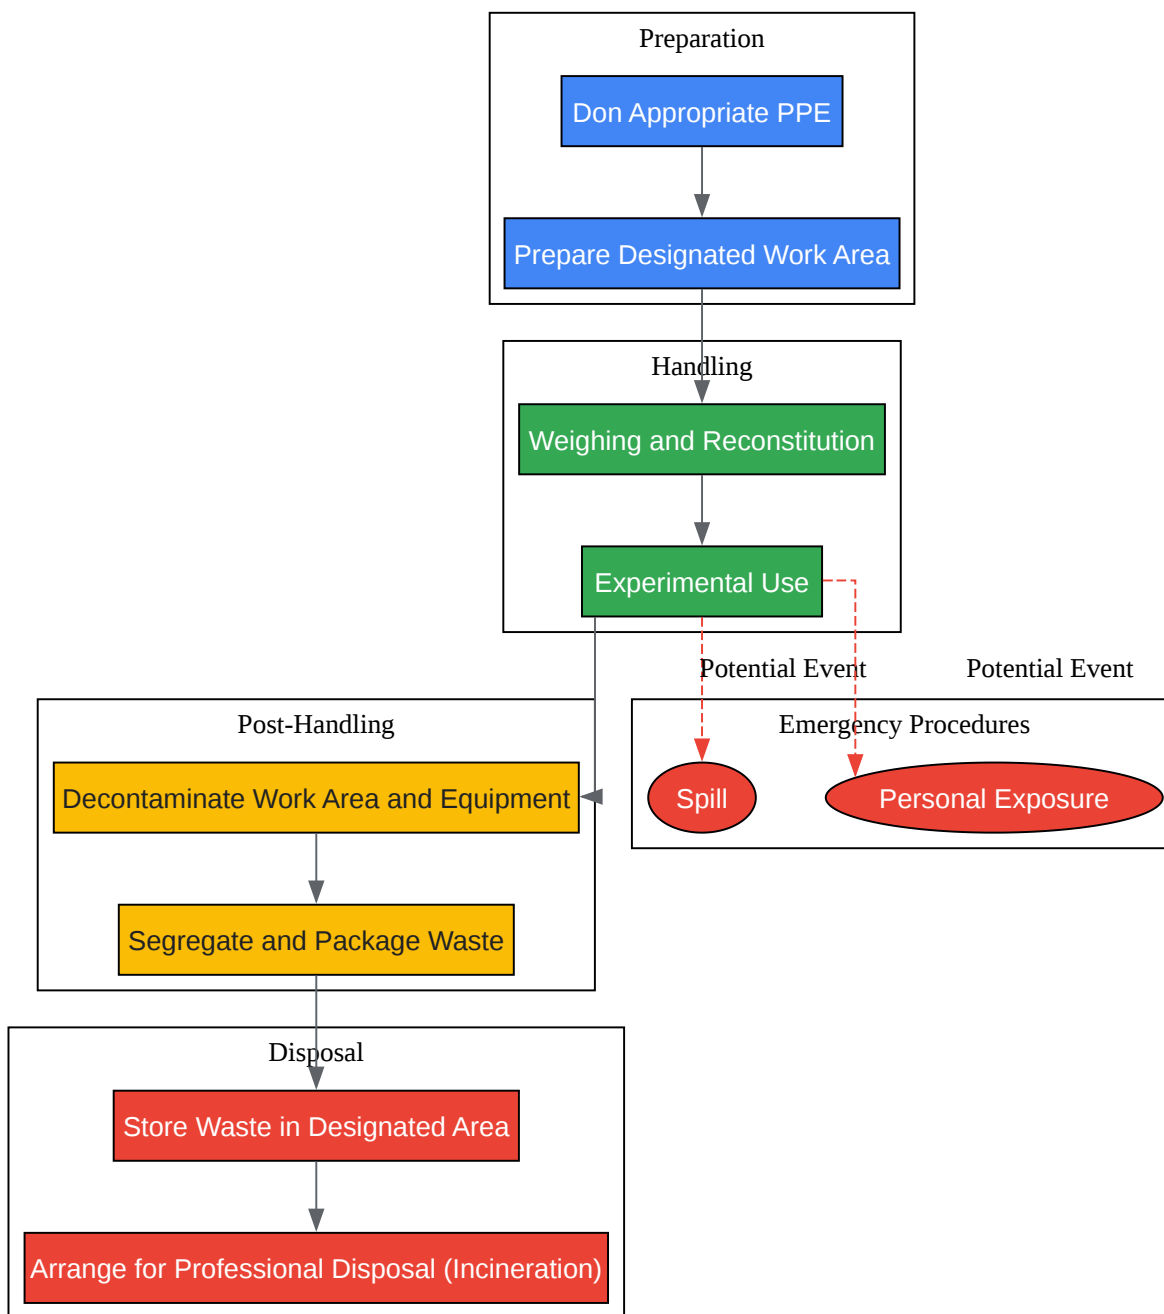 Preparation
Don Appropriate PPE
Prepare Designated Work Area
Handling
Weighing and Reconstitution
Experimental Use
Potential Event
Potential Event
Post-Handling
Emergency Procedures
Decontaminate Work Area and Equipment
Spill
Personal Exposure
Segregate and Package Waste
Disposal
Store Waste in Designated Area
Arrange for Professional Disposal (Incineration)